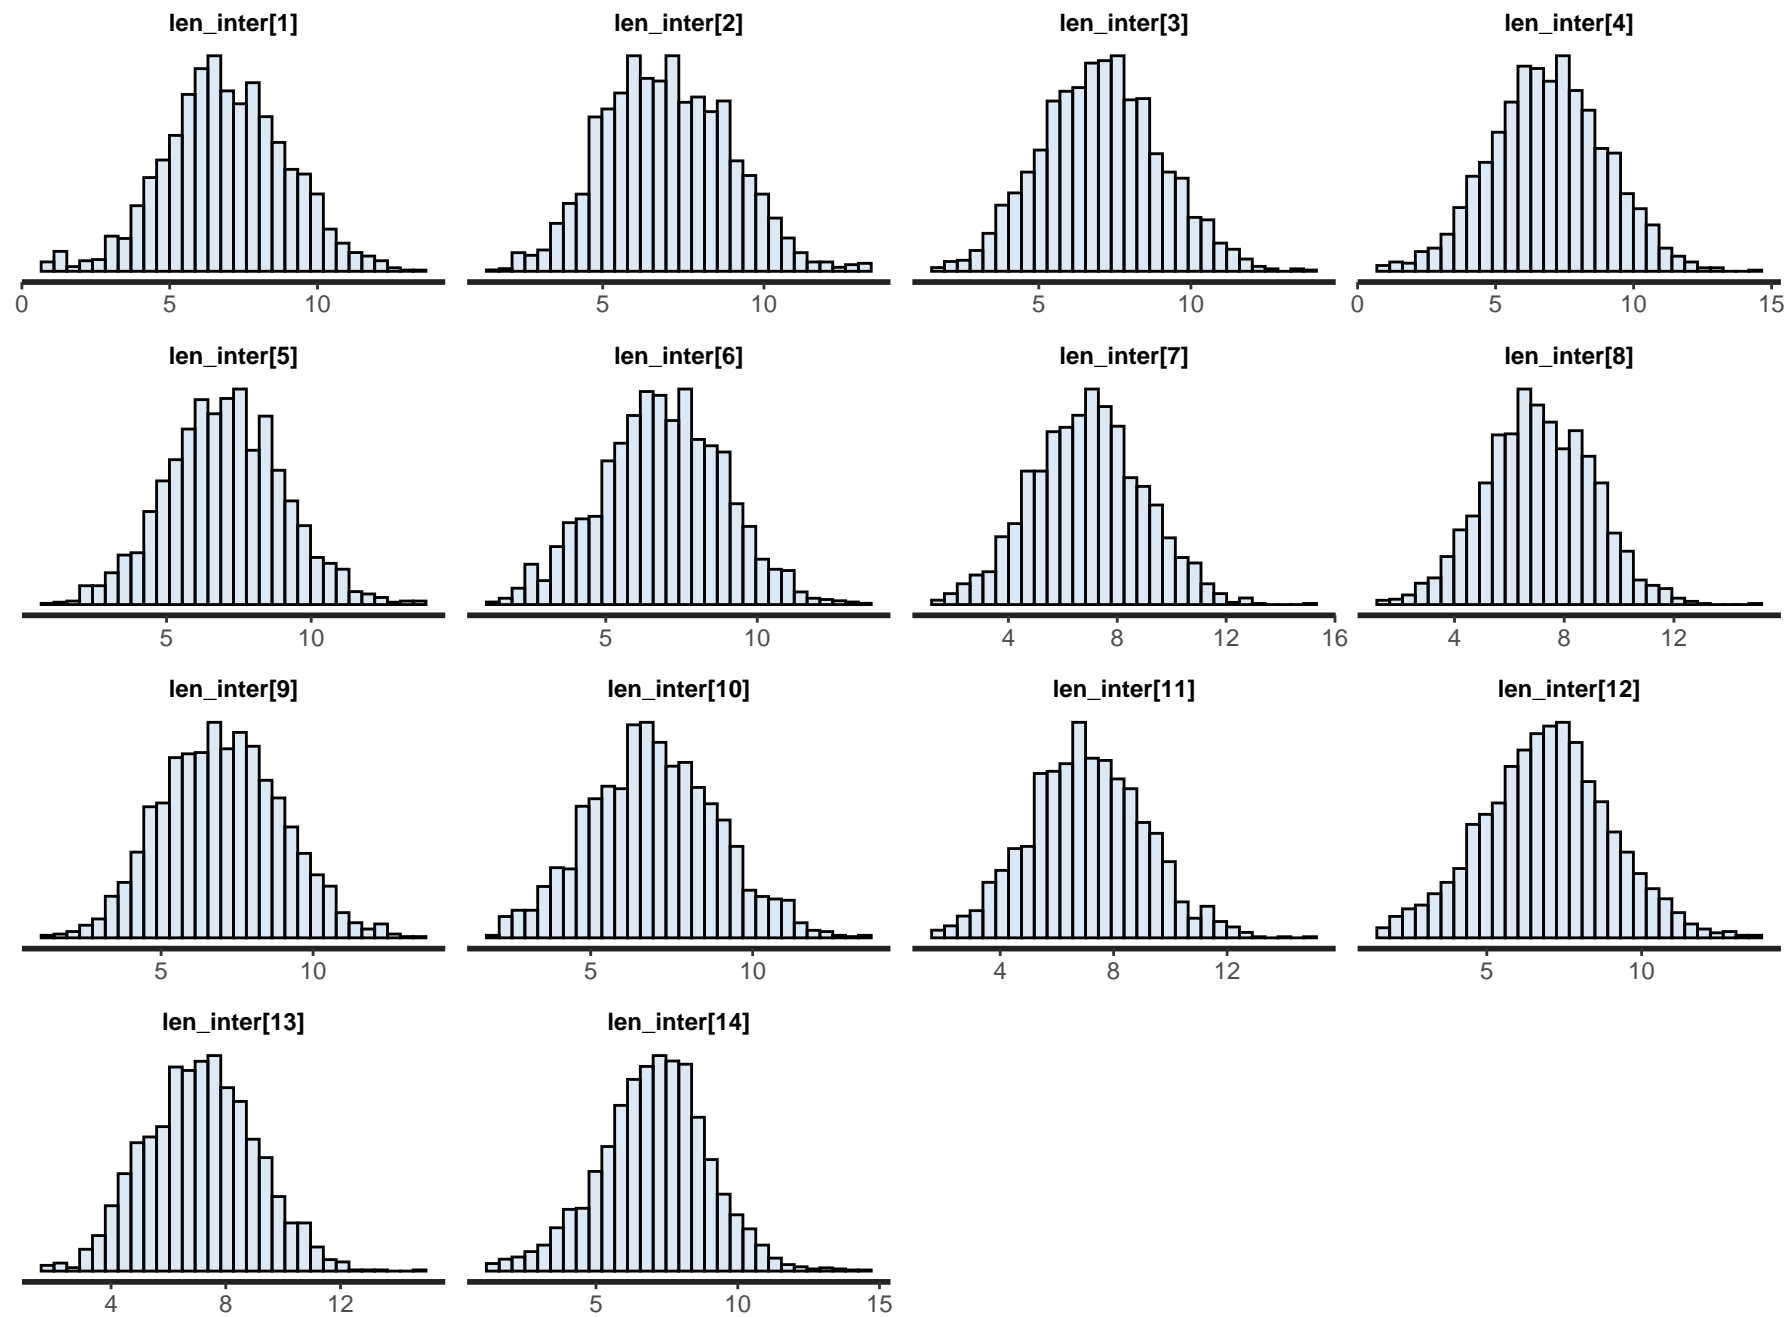 len_inter[1] len_inter[2] len_inter[3] len_inter[4]
0 5 10 5 10 5 10 0 5 10 15
len_inter[5] len_inter[6] len_inter[7] len_inter[8]
5 10 5 10 4 8 12 16 4 8 12
len_inter[9] len_inter[10] len_inter[11] len_inter[12]
5 10 5 10 4 8 12 5 10
len_inter[13] len_inter[14]
4 8 12 5 10 15